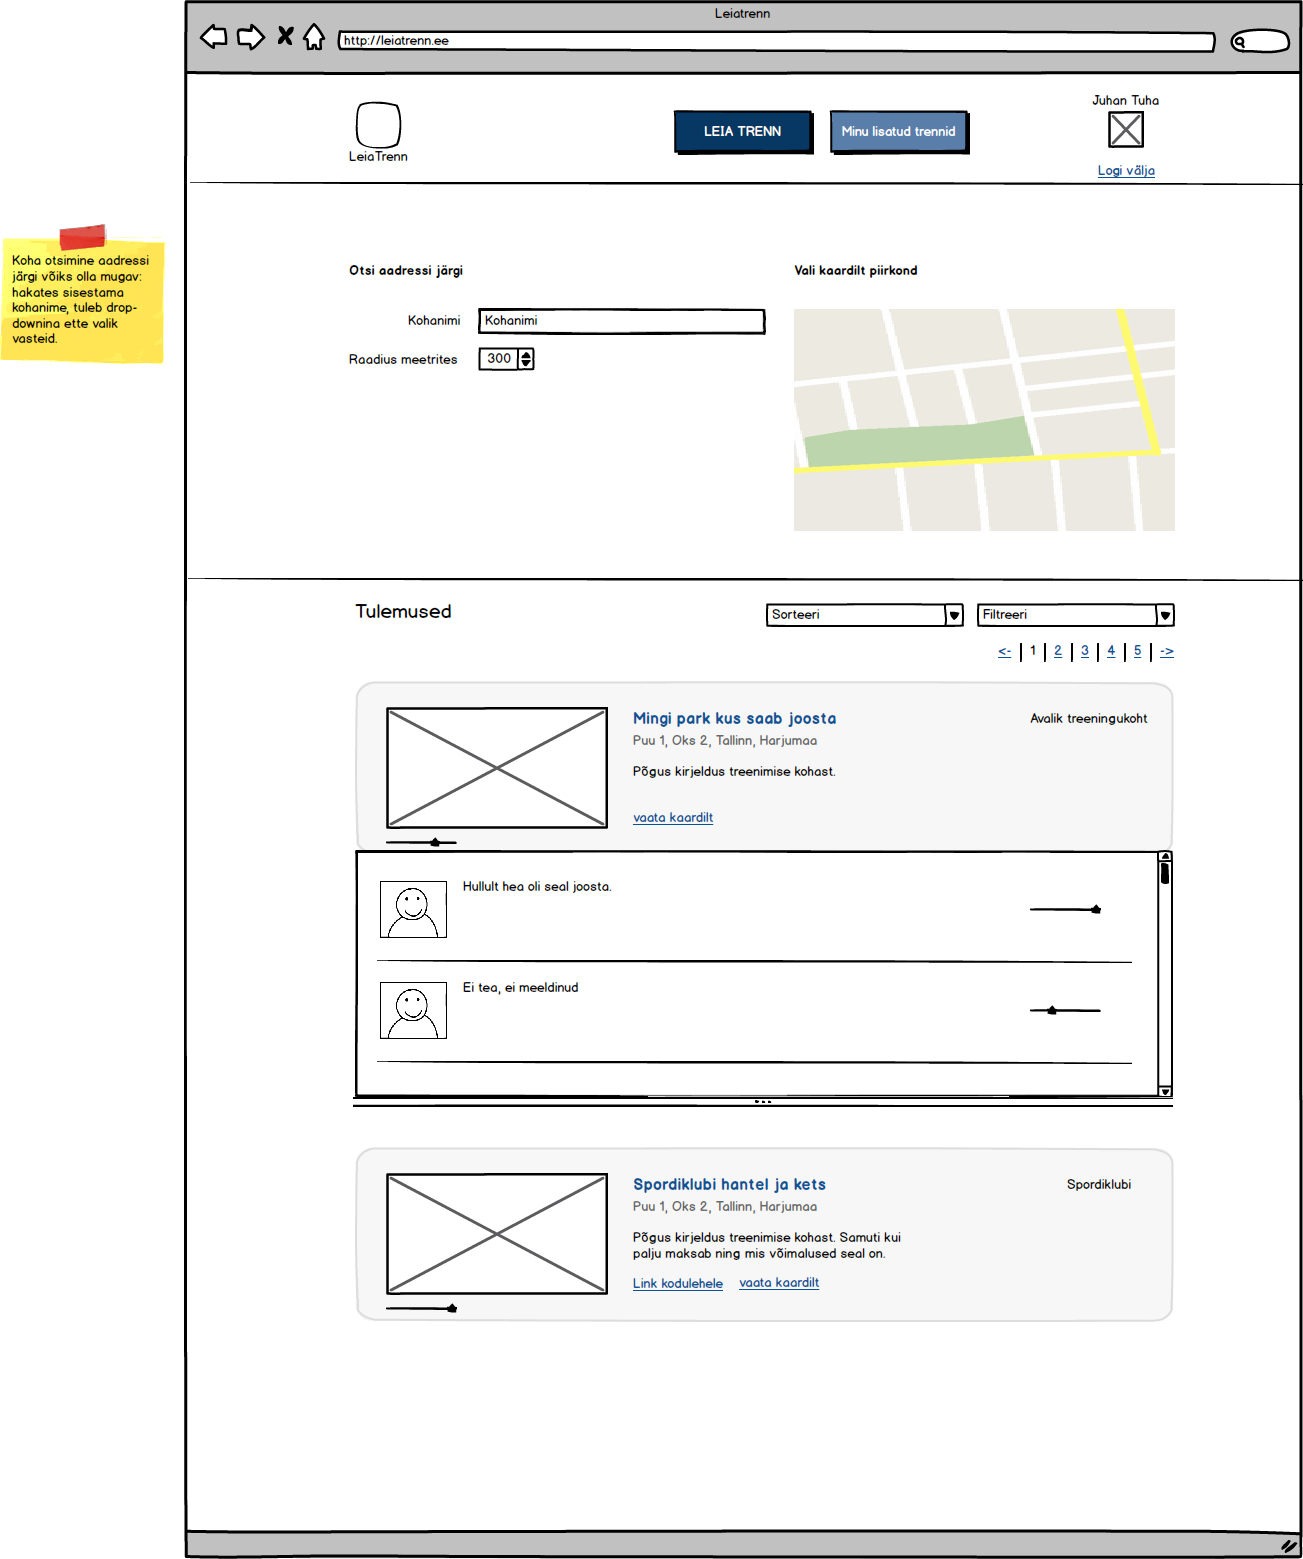 Leiatrenn
http://leiatrenn.ee
LeiaTrenn
LEIA TRENN
Minu lisatud trennid
Juhan Tuha
Logi välja
Koha otsimine aadressi
järgi võiks olla mugav:
hakates sisestama
kohanime, tuleb drop-
downina ette valik
vasteid.
Otsi aadressi järgi
Kohanimi
Kohanimi
Raadius meetrites
300
Vali kaardilt piirkond
Tulemused
Sorteeri
Filtreeri
<- | 1 | 2 | 3 | 4 | 5 | ->
Mingi park kus saab joosta
Avalik treeningukoht
Puu 1, Oks 2, Tallinn, Harjumaa
Põgus kirjeldus treenimise kohast.
vaata kaardilt
Hullult hea oli seal joosta.
Ei tea, ei meeldinud
Spordiklubi hantel ja kets
Spordiklubi
Puu 1, Oks 2, Tallinn, Harjumaa
Põgus kirjeldus treenimise kohast. Samuti kui
palju maksab ning mis võimalused seal on.
Link kodulehele vaata kaardilt